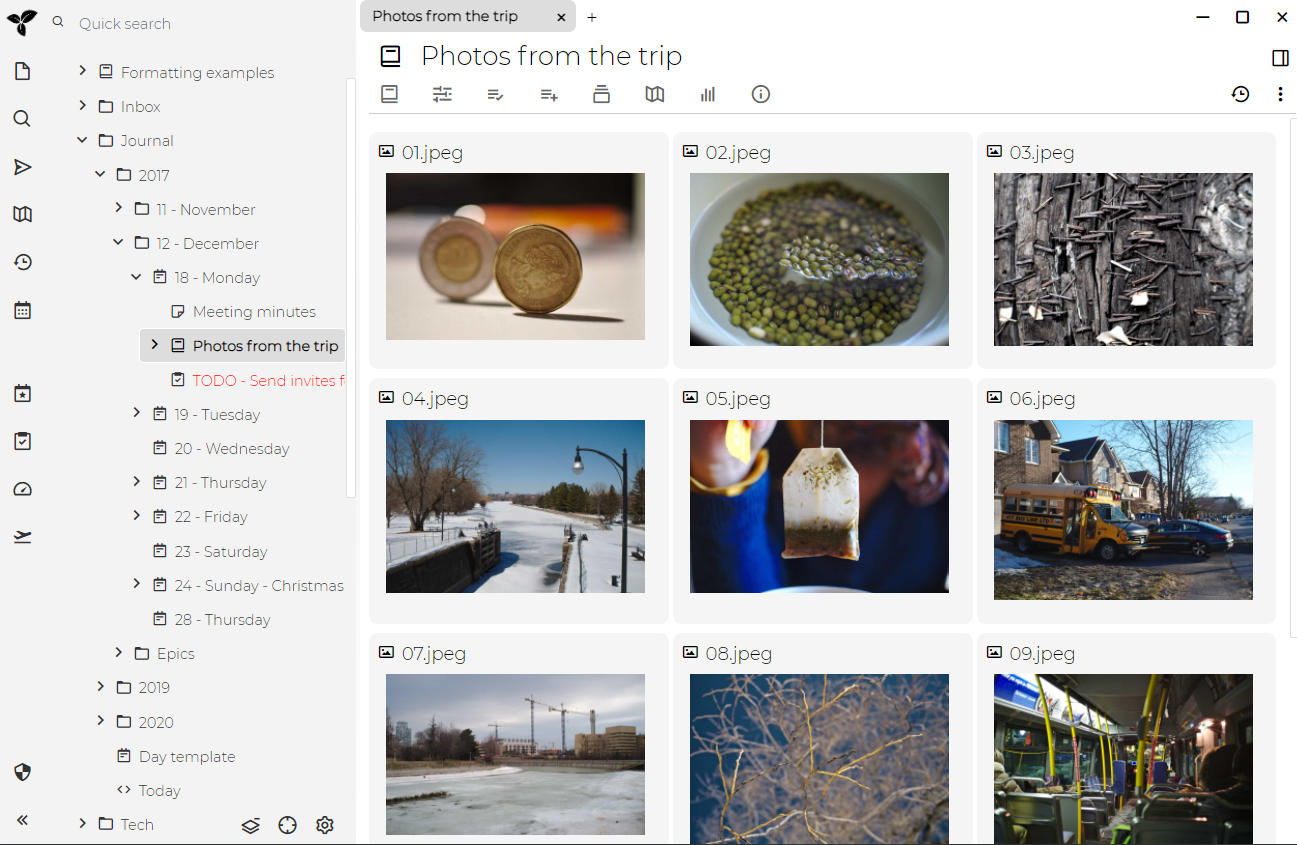 Quick search
Formatting examples
Inbox
Journal
2017
11 - November
12 - December
18 - Monday
Meeting minutes
Photos from the trip
TODO - Send invites f
19 - Tuesday
20 - Wednesday
21 - Thursday
22 - Friday
23 - Saturday
24 - Sunday - Christmas
28 - Thursday
Epics
2019
2020
Day template
Today
Tech
Photos from the trip
Photos from the trip
01.jpeg
02.jpeg
03.jpeg
04.jpeg
05.jpeg
06.jpeg
07.jpeg
08.jpeg
09.jpeg